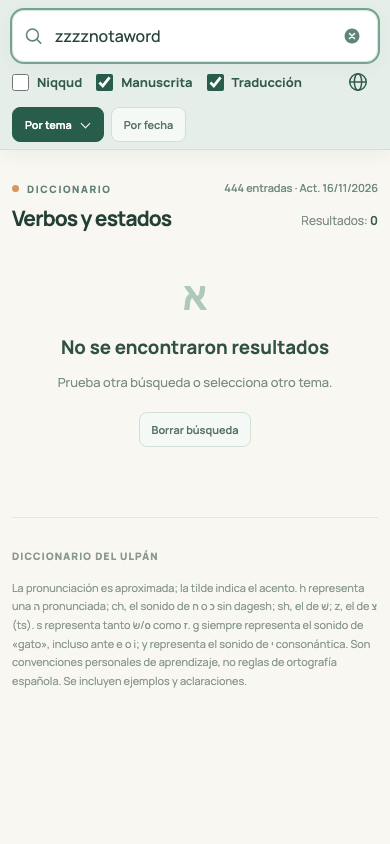 zzzznotaword
Niqqud Manuscrita Traducción
Por tema Por fecha
DICCIONARIO 444 entradas · Act. 16/11/2026
Verbos y estados Resultados: 0
א
No se encontraron resultados
Prueba otra búsqueda o selecciona otro tema.
Borrar búsqueda
DICCIONARIO DEL ULPÁN
La pronunciación es aproximada; la tilde indica el acento. h representa
una ה pronunciada; ch, el sonido de ח o כ sin dagesh; sh, el de שׁ; z, el de צ
(ts). s representa tanto ס/שׂ como r. g siempre representa el sonido de
«gato», incluso ante e o i; y representa el sonido de י consonántica. Son
convenciones personales de aprendizaje, no reglas de ortografía
española. Se incluyen ejemplos y aclaraciones.